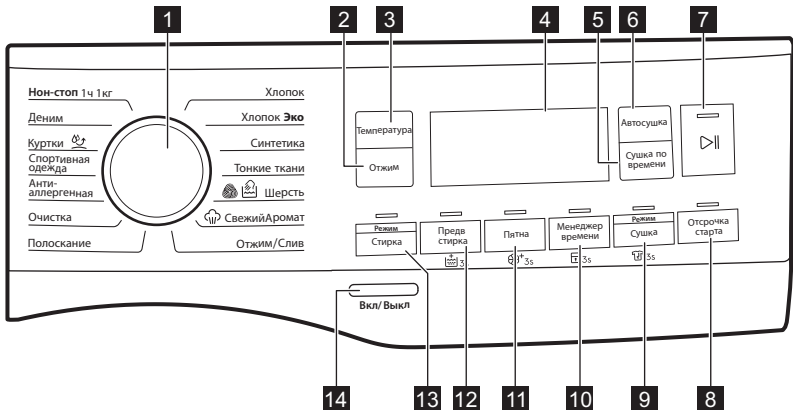 1
2
3
4
5
6
7
Нон-стоп 1ч 1кг
Деним
Куртки
Спортивная
одежда
Анти-
аллергенная
Очистка
Полоскание
Хлопок
Хлопок Эко
Синтетика
Тонкие ткани
Шерсть
СвежийАромат
Отжим/Слив
Температура
Отжим
Автосушка
Сушка по
времени
Режим
Стирка
Предв
стирка
3s
Пятна
3s
Менеджер
времени
3s
Режим
Сушка
3s
Отсрочка
старта
Вкл/Выкл
14
13
12
11
10
9
8